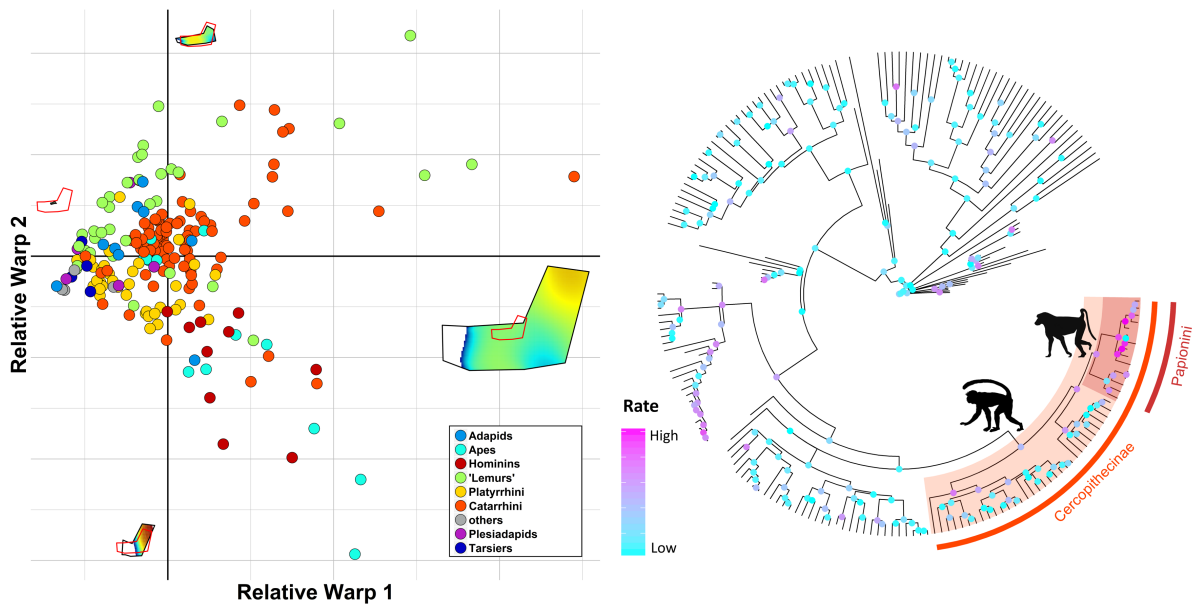 Relative Warp 2
Relative Warp 1
Adapids
Apes
Hominins
'Lemurs'
Platyrrhini
Catarrhini
others
Plesiadapids
Tarsiers
Rate
High
Low
Cercopithecinae
Papionini